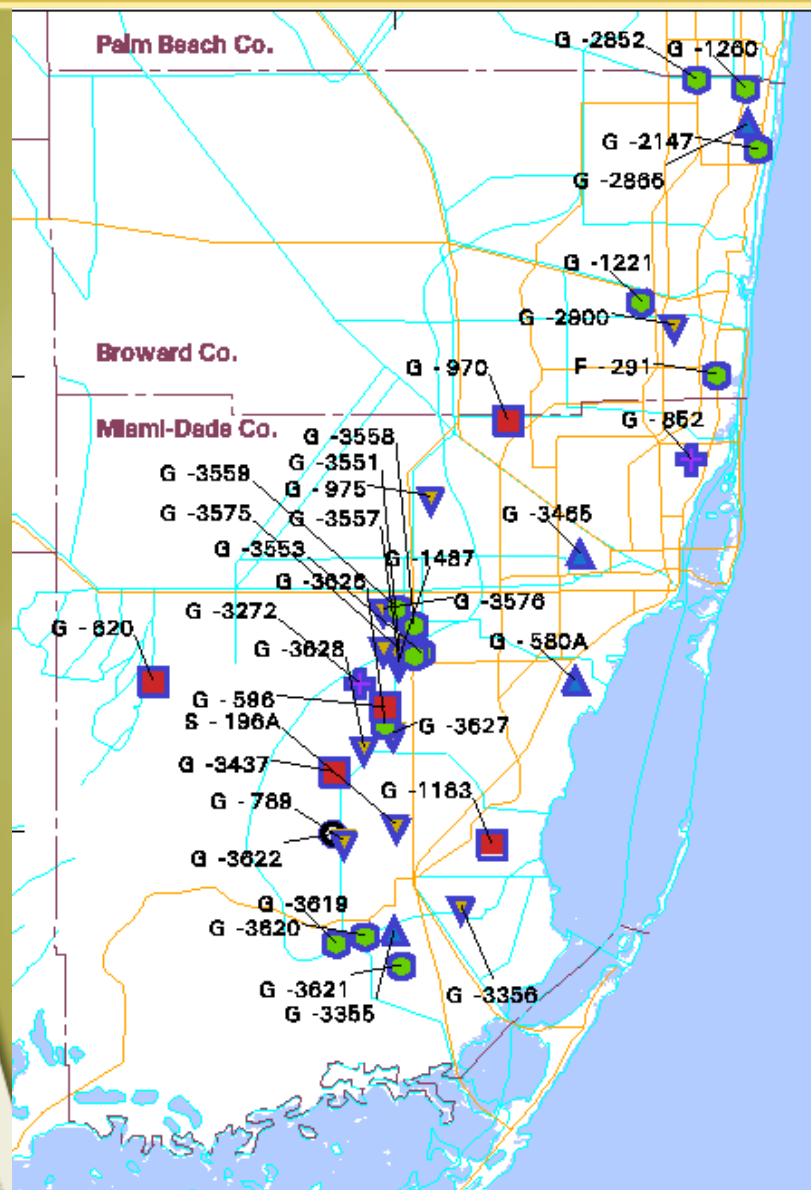 Palm Beach Co.
G -2852
G -1260
G -2147
G -2866
G -1221
G -2900
Broward Co.
G - 970
F - 291
Miami-Dade Co.
G - 852
G -3558
G -3551
G -3559
G - 975
G -3575
G -3557
G -3465
G -3553
G -1487
G -3626
G -3576
G -3272
G - 620
G -3628
G - 580A
G - 596
S - 196A
G -3627
G -3437
G -1183
G - 789
G -3622
G -3619
G -3620
G -3621
G -3356
G -3355